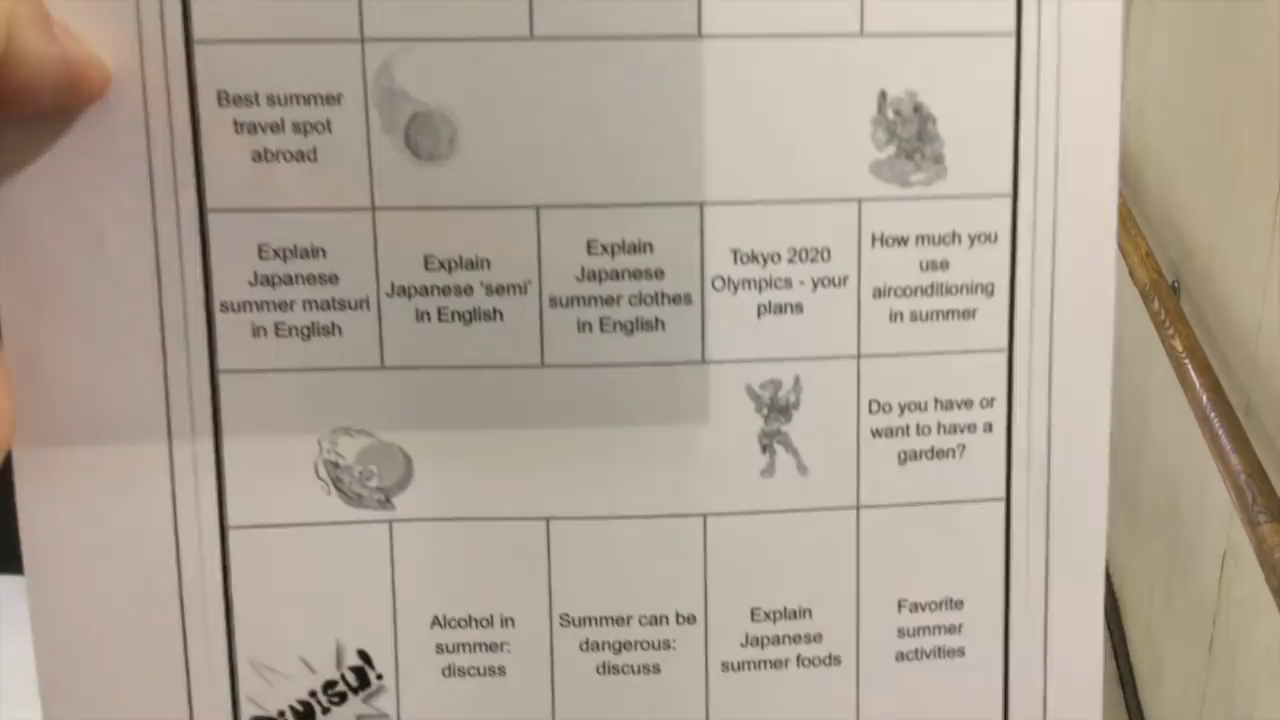 Best summer
travel spot
abroad
Explain
Japanese
summer matsuri
in English
Explain
Japanese 'semi'
in English
Explain
Japanese
summer clothes
in English
Tokyo 2020
Olympics - your
plans
How much you
use
airconditioning
in summer
Do you have or
want to have a
garden?
Alcohol in
summer:
discuss
Summer can be
dangerous:
discuss
Explain
Japanese
summer foods
Favorite
summer
activities